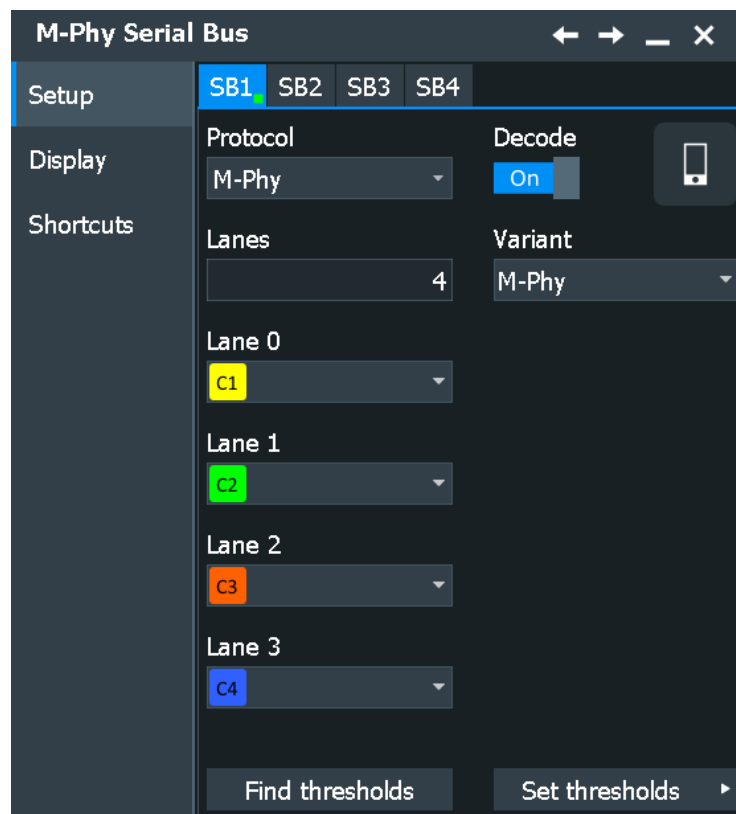 M-Phy Serial Bus
Setup
Display
Shortcuts
SB1 SB2 SB3 SB4
Protocol Decode
M-Phy On
Lanes Variant
4 M-Phy
Lane 0
C1
Lane 1
C2
Lane 2
C3
Lane 3
C4
Find thresholds Set thresholds